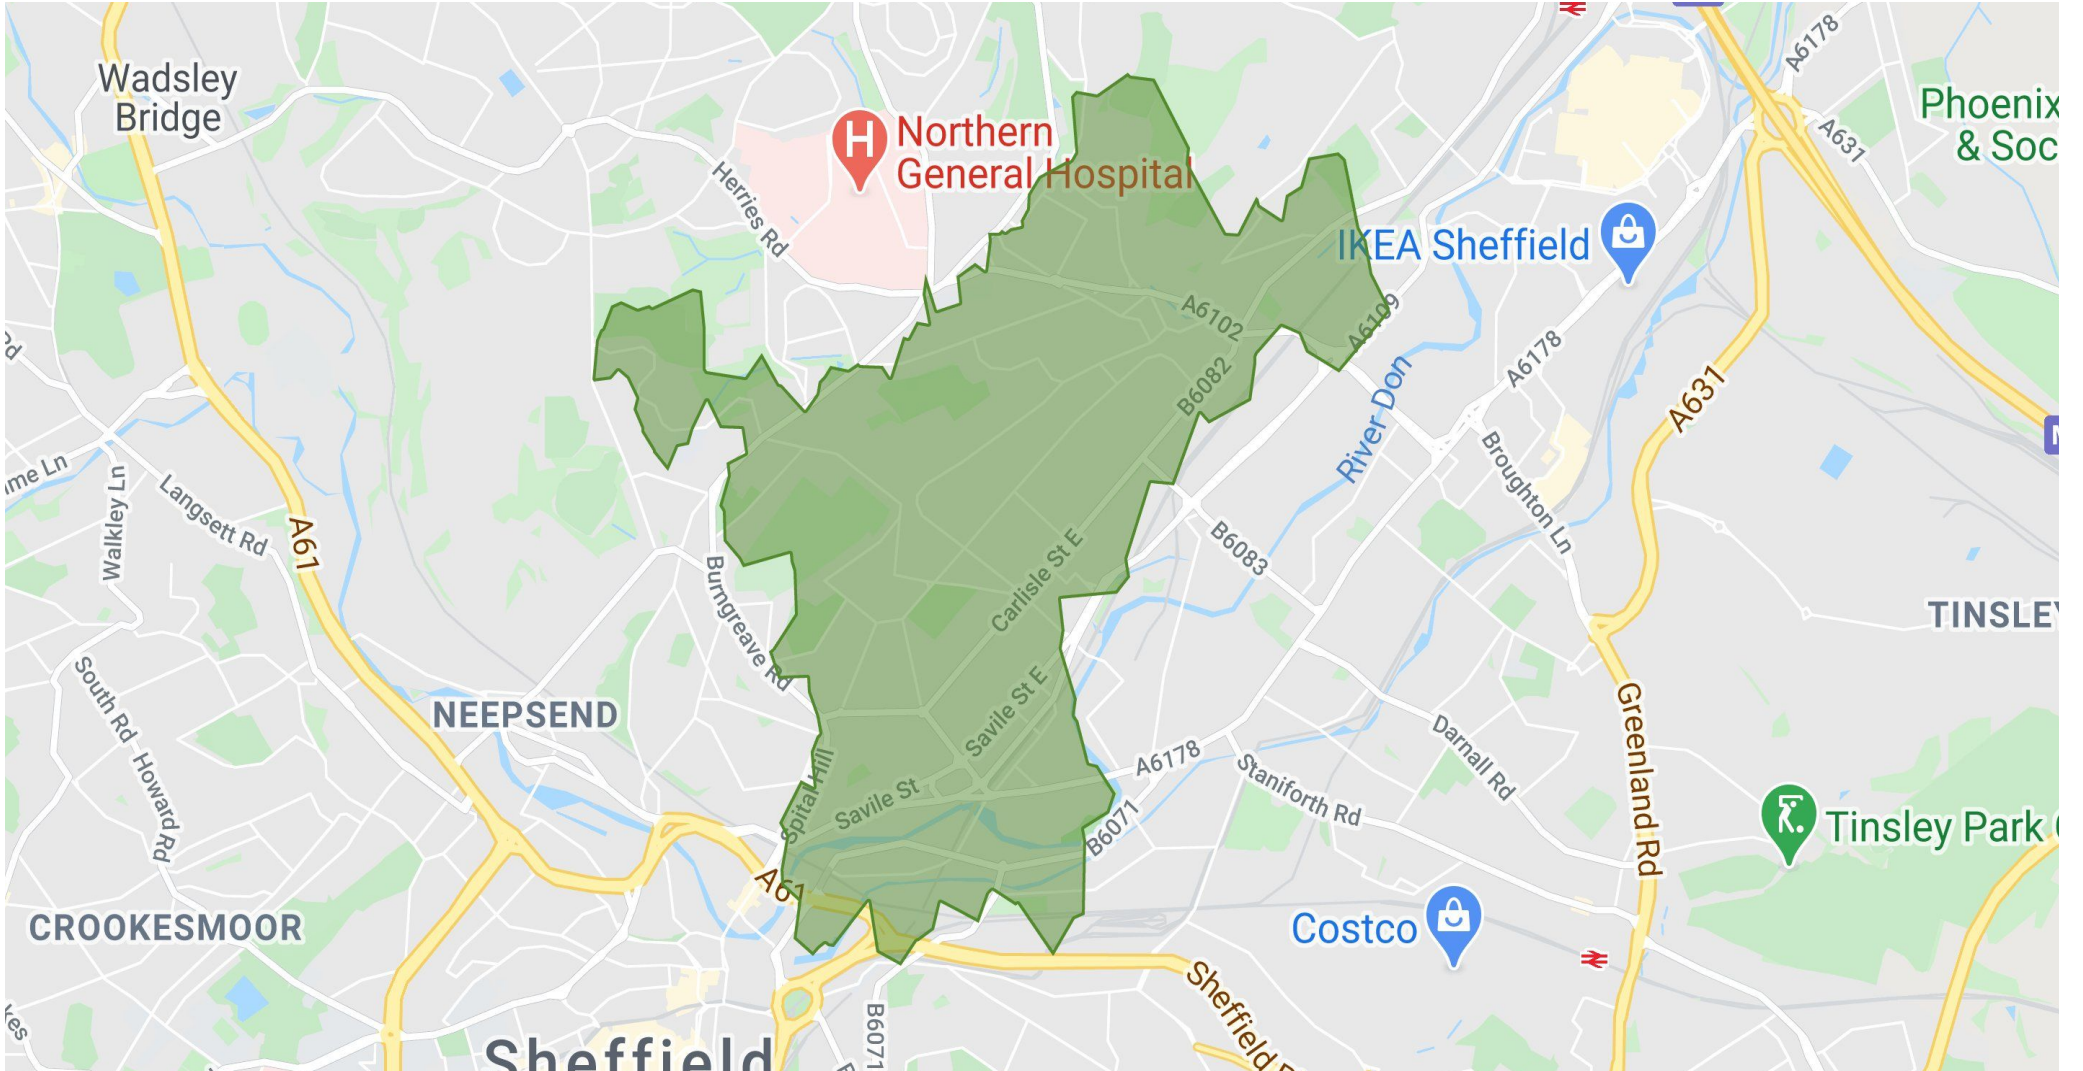 A6178
Wadsley
Bridge
Phoenix
& Soc
A631
Northern
General Hospital
H
Herries Rd
IKEA Sheffield
A6102
A6109
A6178
B6082
River Don
A631
Broughton Ln
Langsett Rd
Walkley Ln
A61
B6083
Carlisle St E
Burngreave Rd
TINSLEY
South Rd
NEEPSEND
Savile St E
Greenland Rd
Howard Rd
Spital Hill
Savile St
A6178
Darnall Rd
Staniforth Rd
B6071
Tinsley Park
A61
CROOKESMOOR
Costco
Sheffield
B6071
Sheffield